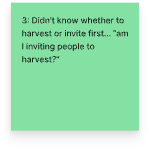 3: Didn't know whether to
harvest or invite first... "am
I inviting people to
harvest?"